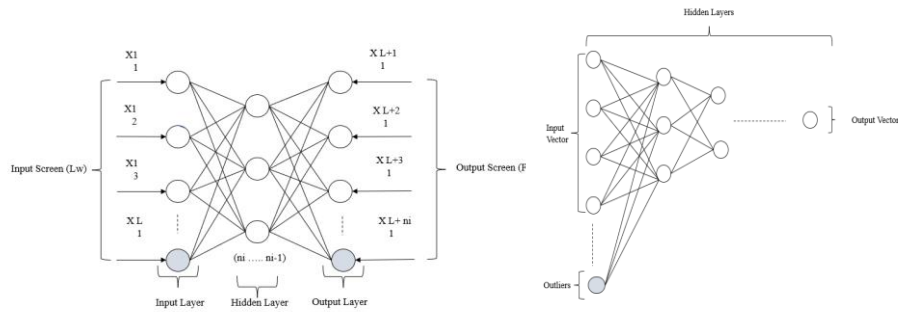 X1
1
X1
2
X1
3
X L
1
Input Screen (Lw)
X L+1
1
X L+2
1
X L+3
1
X L+ ni
1
Output Screen (F
(ni ..... ni-1)
Input Layer
Hidden Layer
Output Layer
Hidden Layers
Input
Vector
Output Vector
Outliers